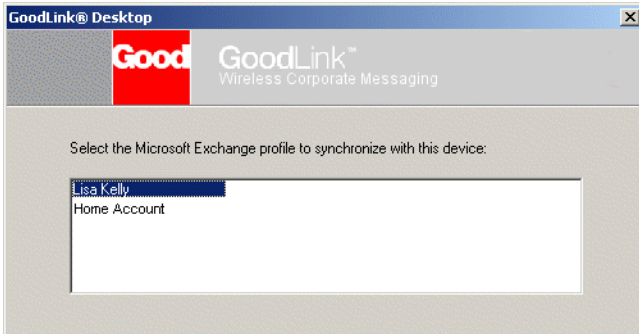 GoodLink® Desktop
Good
GoodLink™
Wireless Corporate Messaging
Select the Microsoft Exchange profile to synchronize with this device:
Lisa Kelly
Home Account